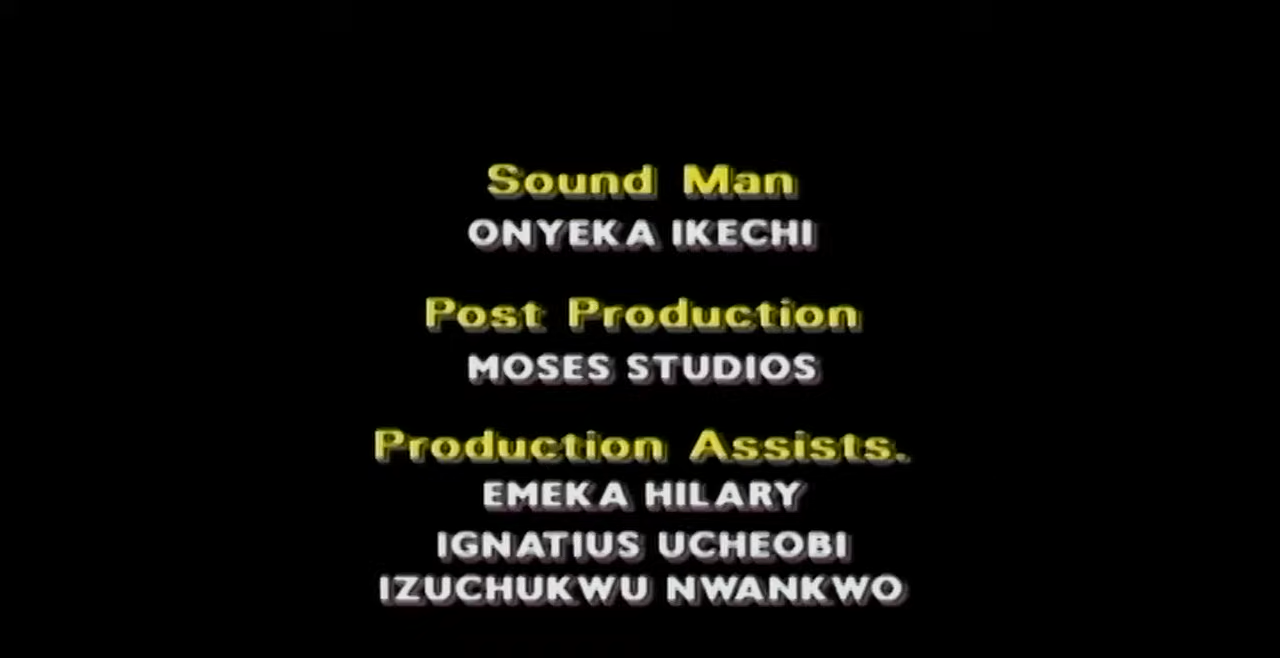 Sound Man
ONYEKA IKECHI
Post Production
MOSES STUDIOS
Production Assists.
EMEKA HILARY
IGNATIUS UCHEOBI
IZUCHUKWU NWANKWO